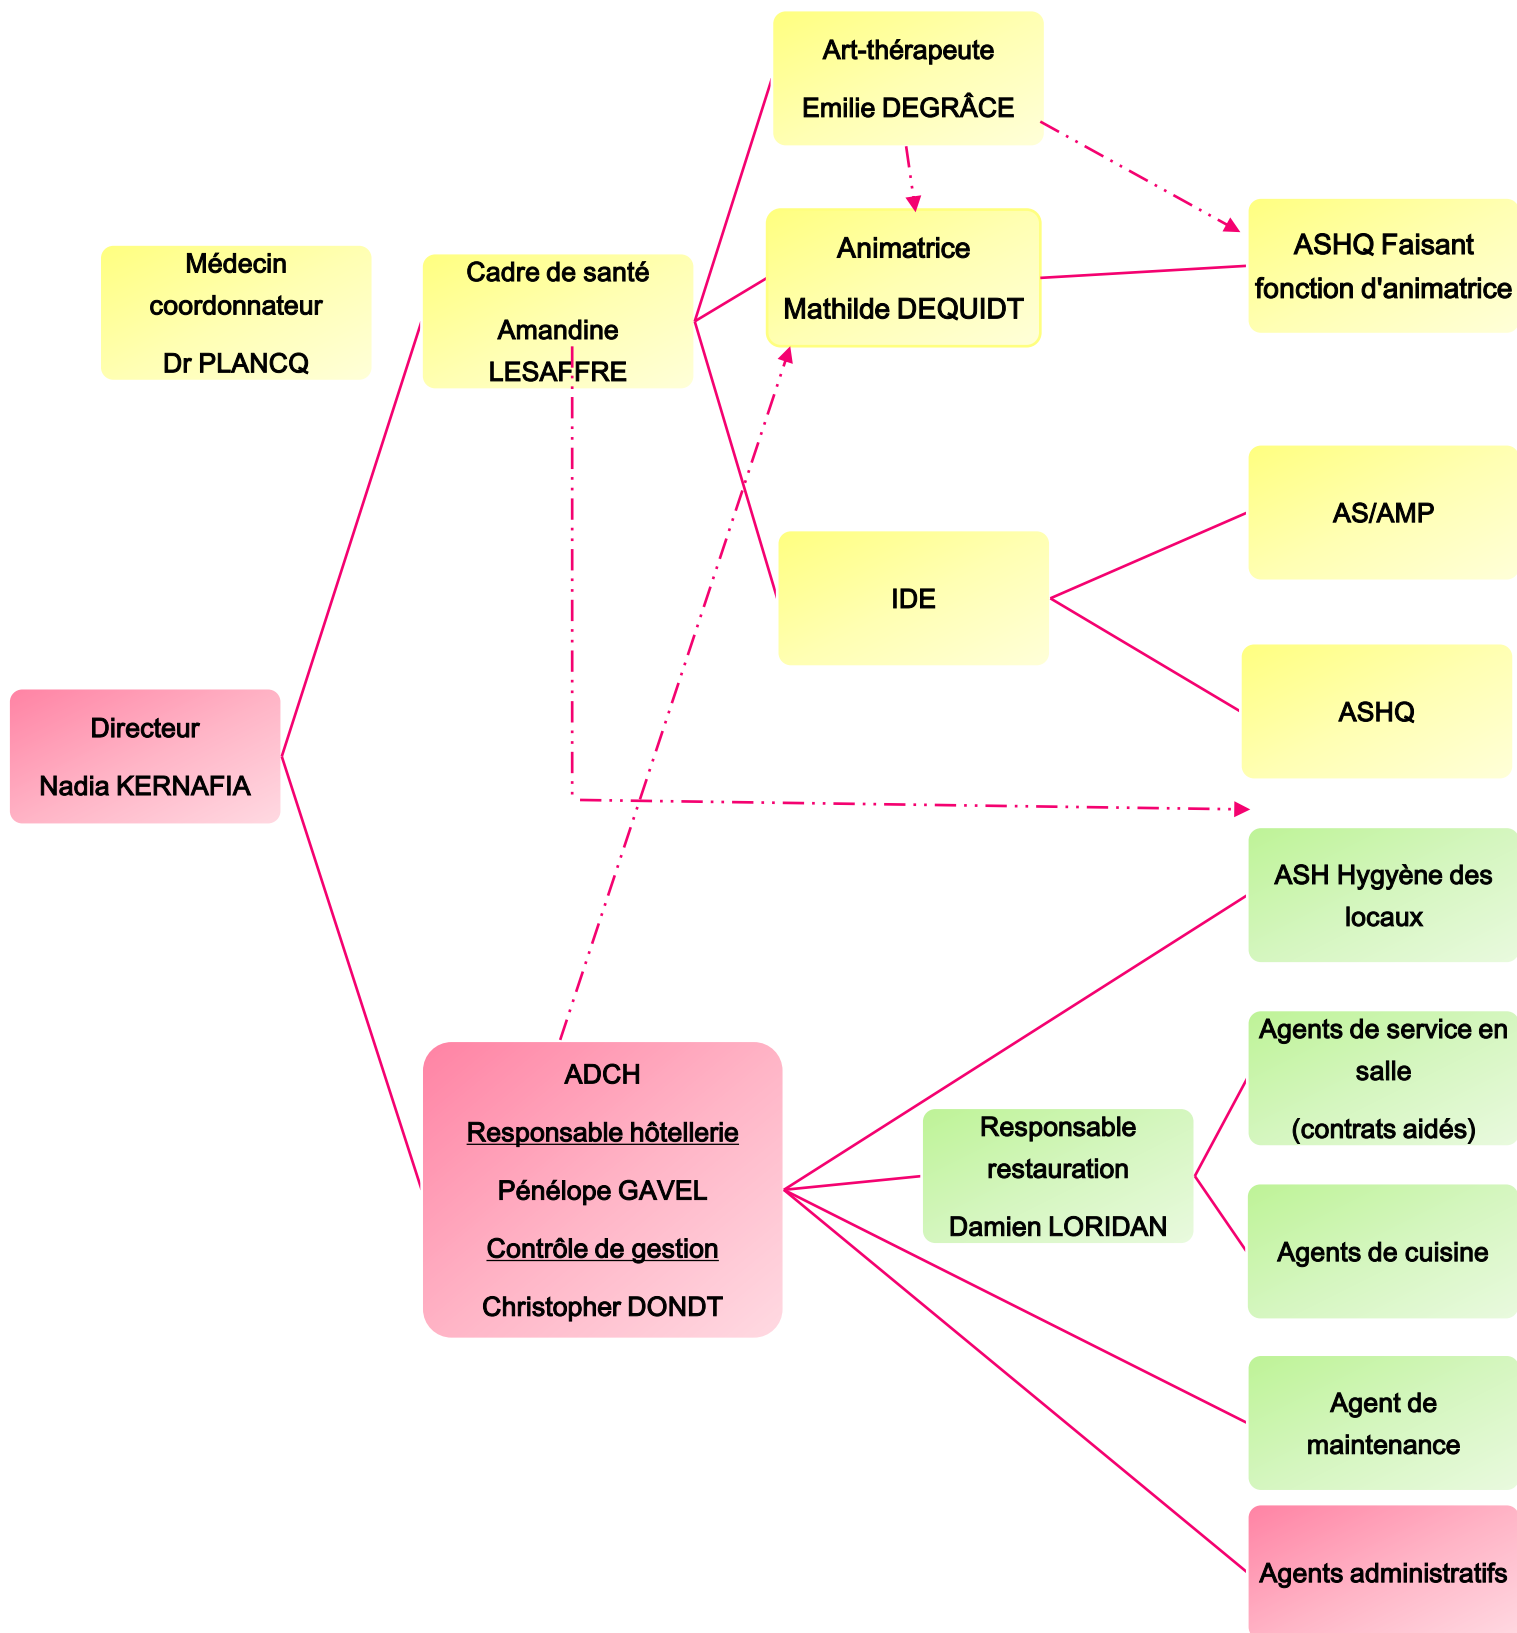 Art-thérapeute
Emilie DEGRÂCE
Animatrice
Mathilde DEQUIDT
ASHQ Faisant
fonction d'animatrice
Médecin
coordonnateur
Dr PLANCQ
Cadre de santé
Amandine
LESAFFRE
AS/AMP
IDE
ASHQ
Directeur
Nadia KERNAFIA
ASH Hygyène des
locaux
ADCH
Responsable hôtellerie
Pénélope GAVEL
Contrôle de gestion
Christopher DONDT
Responsable
restauration
Damien LORIDAN
Agents de service en
salle
(contrats aidés)
Agents de cuisine
Agent de
maintenance
Agents administratifs